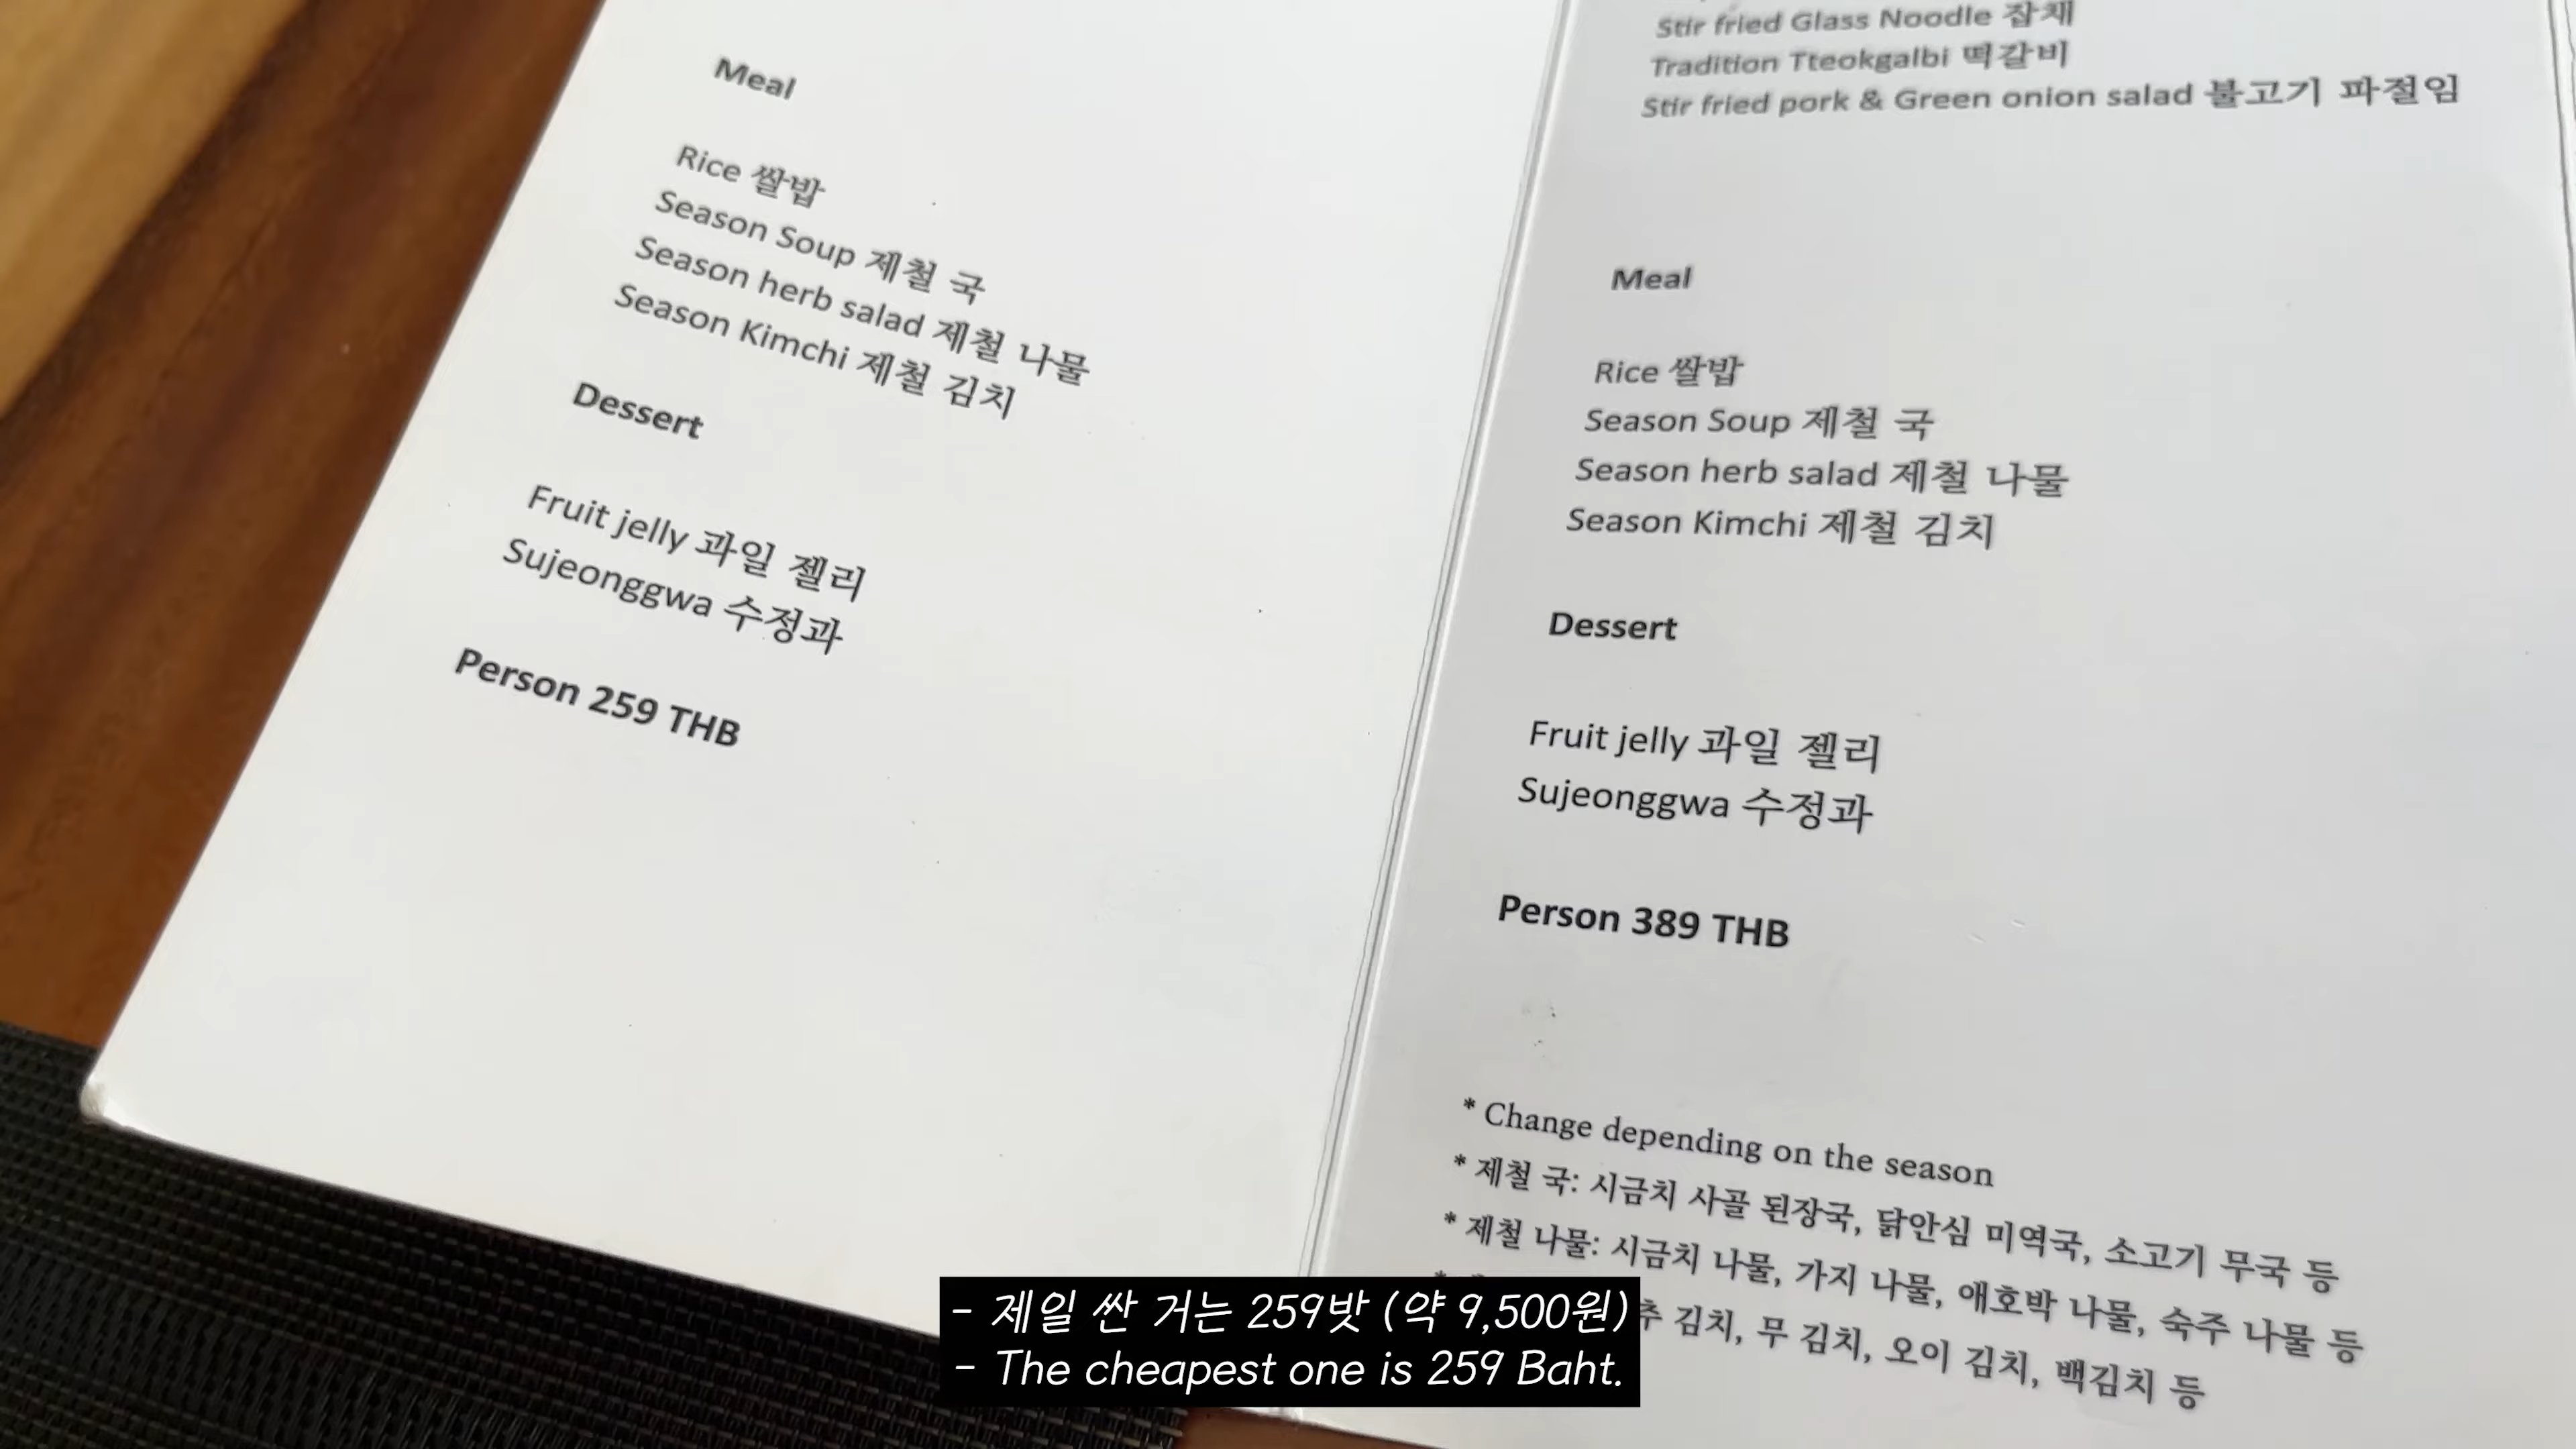 Meal
Rice 쌀밥
Season Soup 제철 국
Season herb salad 제철 나물
Season Kimchi 제철 김치
Dessert
Fruit jelly 과일 젤리
Sujeonggwa 수정과
Person 259 THB
Stir fried Glass Noodle 잡채
Tradition Tteokgalbi 떡갈비
Stir fried pork & Green onion salad 불고기 파절임
Meal
Rice 쌀밥
Season Soup 제철 국
Season herb salad 제철 나물
Season Kimchi 제철 김치
Dessert
Fruit jelly 과일 젤리
Sujeonggwa 수정과
Person 389 THB
* Change depending on the season
* 제철 국: 시금치 사골 된장국, 닭안심 미역국, 소고기 무국 등
* 제철 나물: 시금치 나물, 가지 나물, 애호박 나물, 숙주 나물 등
김치, 무 김치, 오이 김치, 백김치 등
- 제일 싼 거는 259밧 (약 9,500원)
- The cheapest one is 259 Baht.